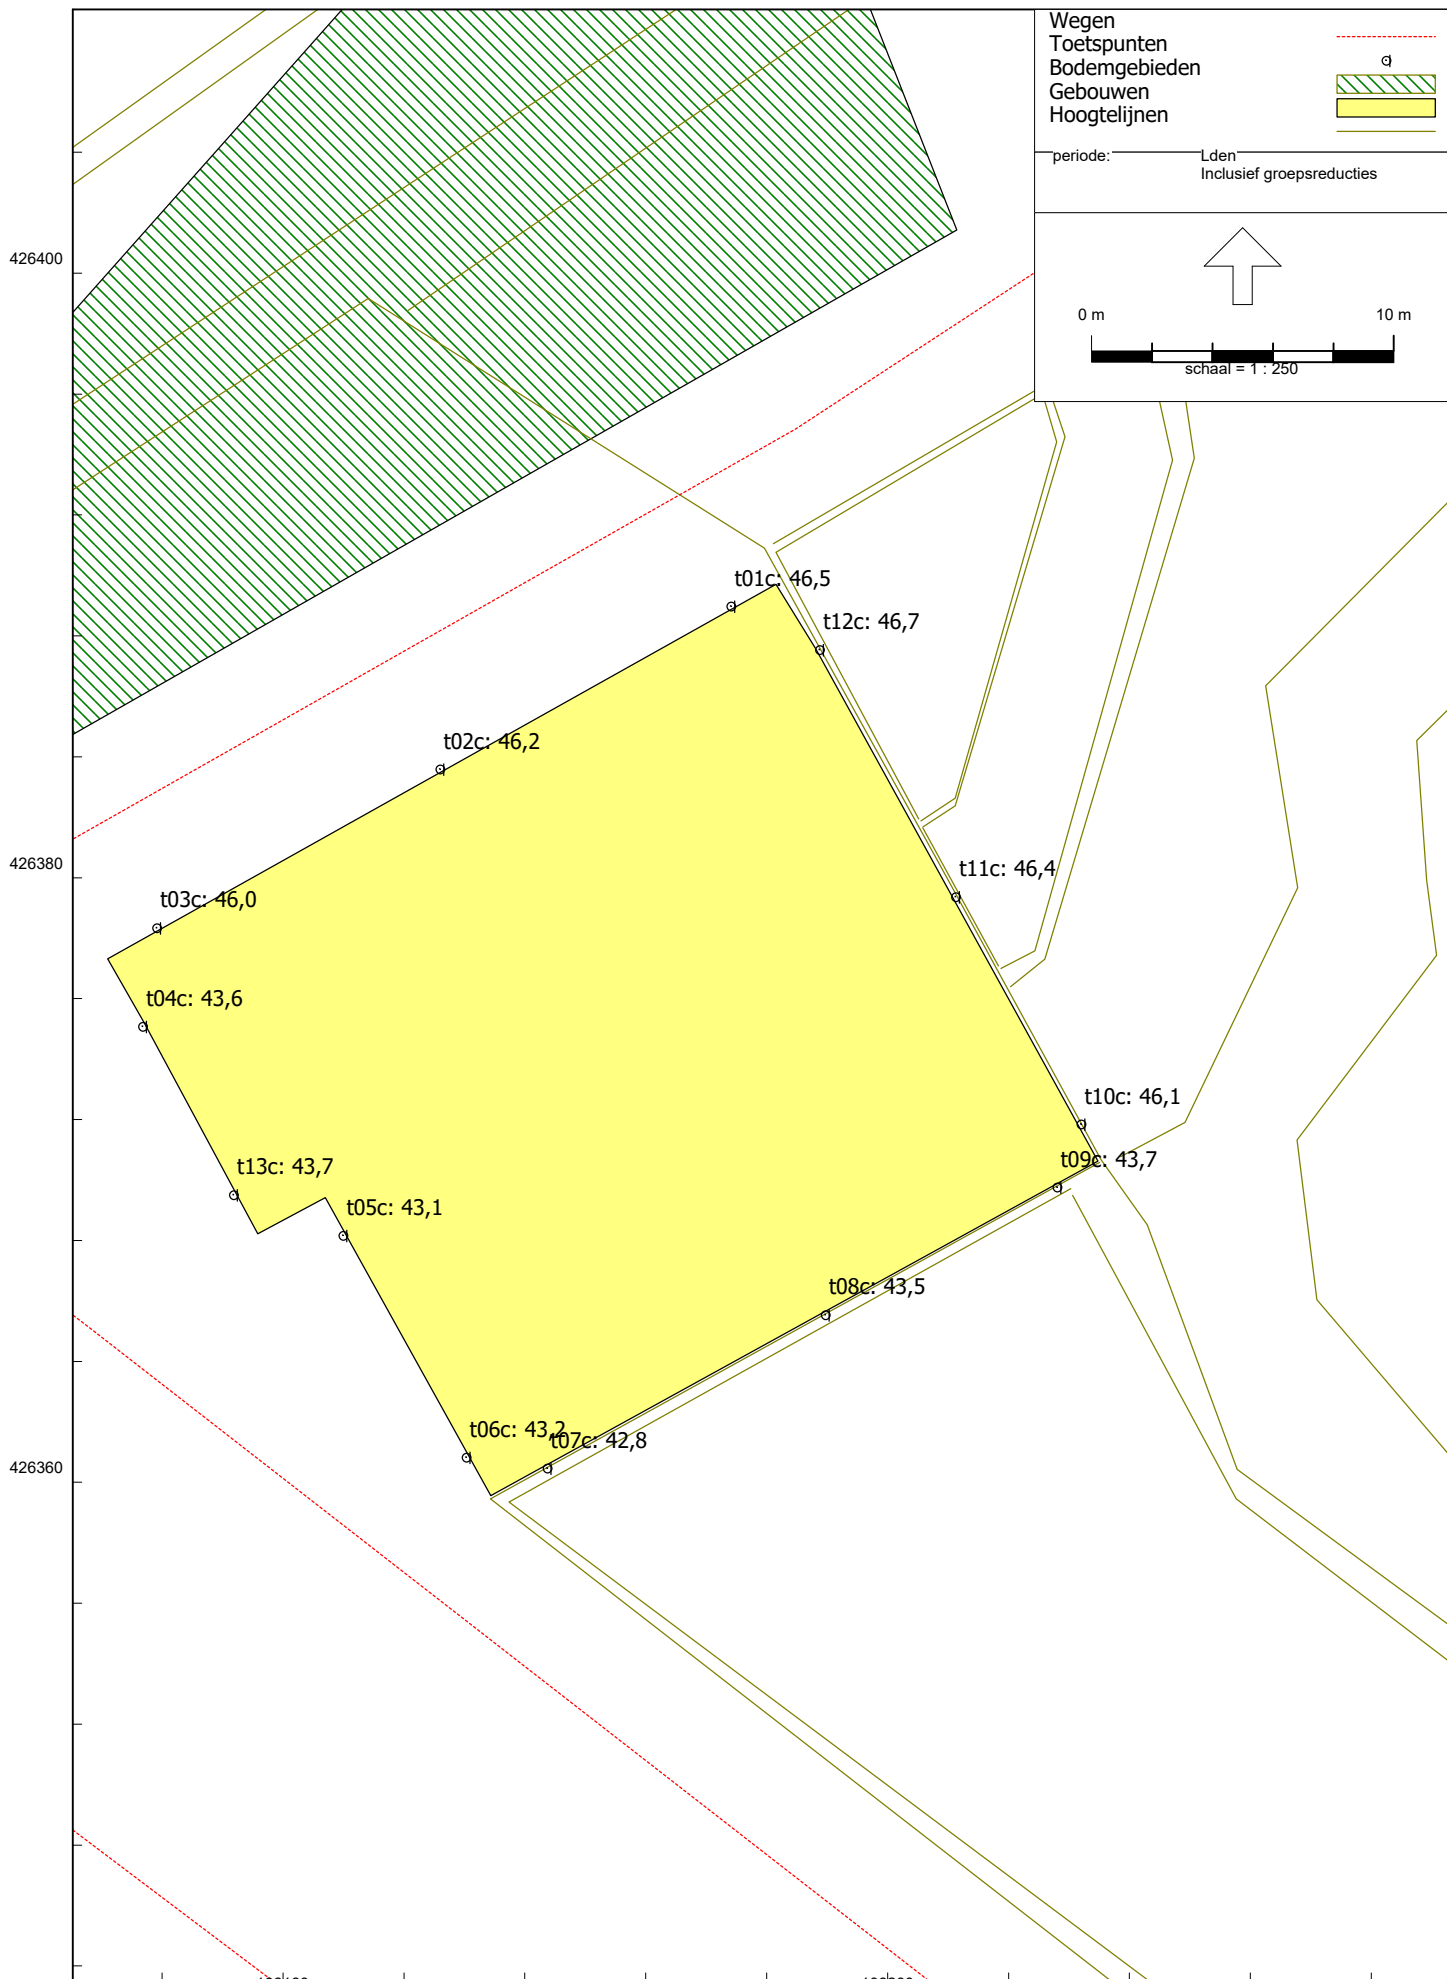 Wegen
Toetspunten
Bodemgebieden
Gebouwen
Hoogtelijnen
periode: Lden
Inclusief groepsreducties
0 m 10 m
schaal = 1 : 250
426400
t01c: 46,5
t12c: 46,7
t02c: 46,2
426380
t11c: 46,4
t03c: 46,0
t04c: 43,6
t10c: 46,1
t09c: 43,7
t13c: 43,7
t05c: 43,1
t08c: 43,5
t06c: 43,2
t07c: 42,8
426360